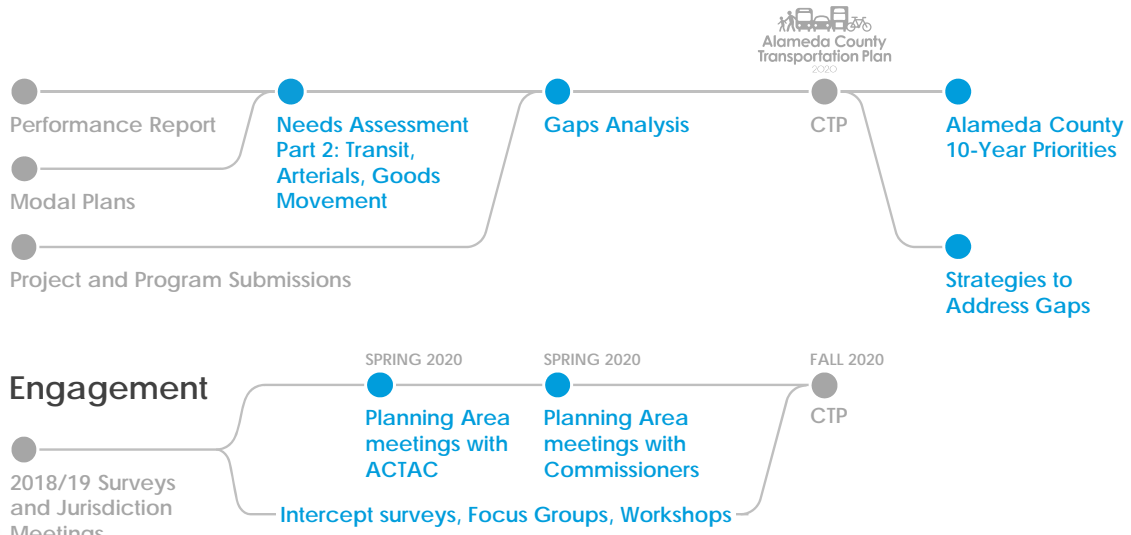 Alameda County
Transportation Plan
2020
Performance Report
Needs Assessment
Part 2: Transit,
Arterials, Goods
Movement
Gaps Analysis
CTP
Alameda County
10-Year Priorities
Modal Plans
Project and Program Submissions
Strategies to
Address Gaps
Engagement
SPRING 2020
SPRING 2020
FALL 2020
Planning Area
meetings with
ACTAC
Planning Area
meetings with
Commissioners
CTP
2018/19 Surveys
and Jurisdiction
Meetings
Intercept surveys, Focus Groups, Workshops